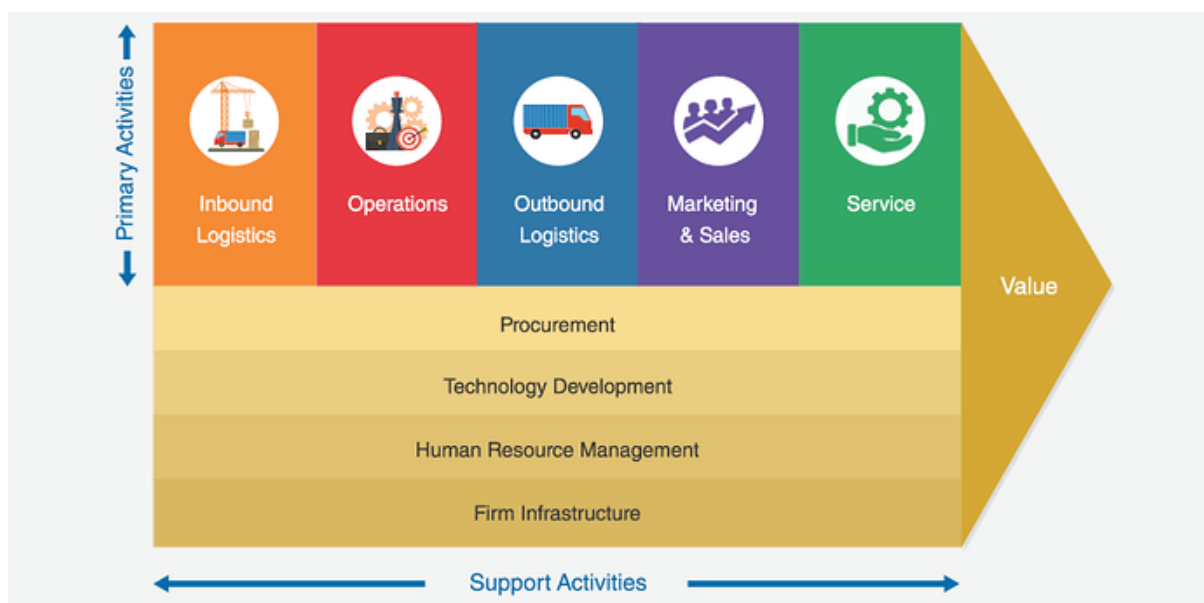 Primary Activities
Inbound
Logistics
Operations
Outbound
Logistics
Marketing
& Sales
Service
Value
Procurement
Technology Development
Human Resource Management
Firm Infrastructure
Support Activities